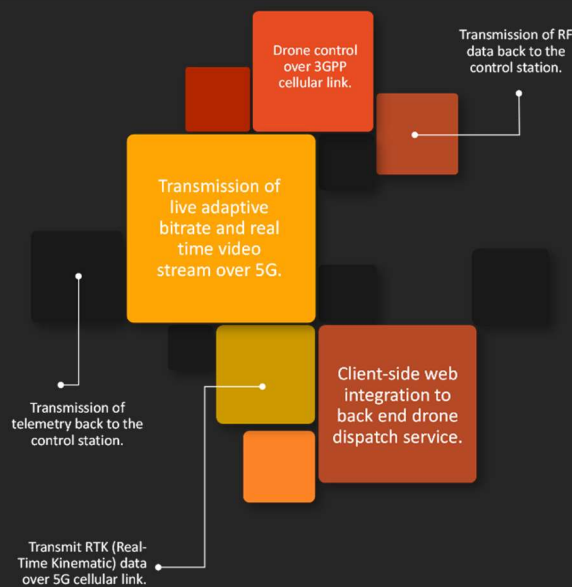 Drone control
over 3GPP
cellular link.
Transmission of RF
data back to the
control station.
Transmission of
live adaptive
bitrate and real
time video
stream over 5G.
Client-side web
integration to
back end drone
dispatch service.
Transmission of
telemetry back to the
control station.
Transmit RTK (Real-
Time Kinematic) data
over 5G cellular link.